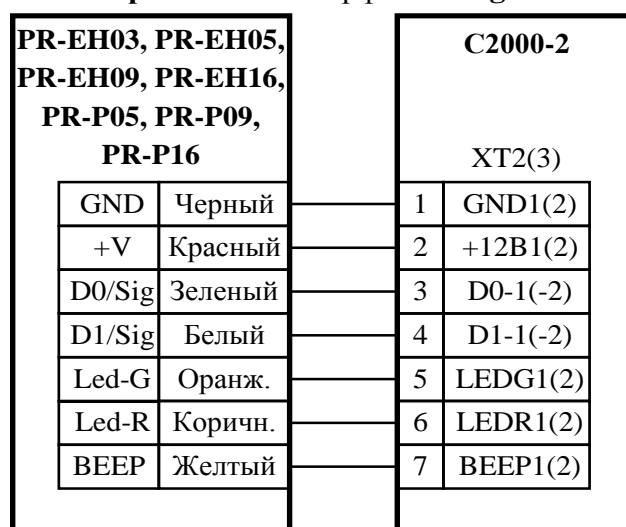 PR-EH03, PR-EH05,
PR-EH09, PR-EH16,
PR-P05, PR-P09,
PR-P16
C2000-2
XT2(3)
GND Черный 1 GND1(2)
+V Красный 2 +12В1(2)
D0/Sig Зеленый 3 D0-1(-2)
D1/Sig Белый 4 D1-1(-2)
Led-G Оранж. 5 LEDG1(2)
Led-R Коричн. 6 LEDR1(2)
BEEP Желтый 7 BEEP1(2)